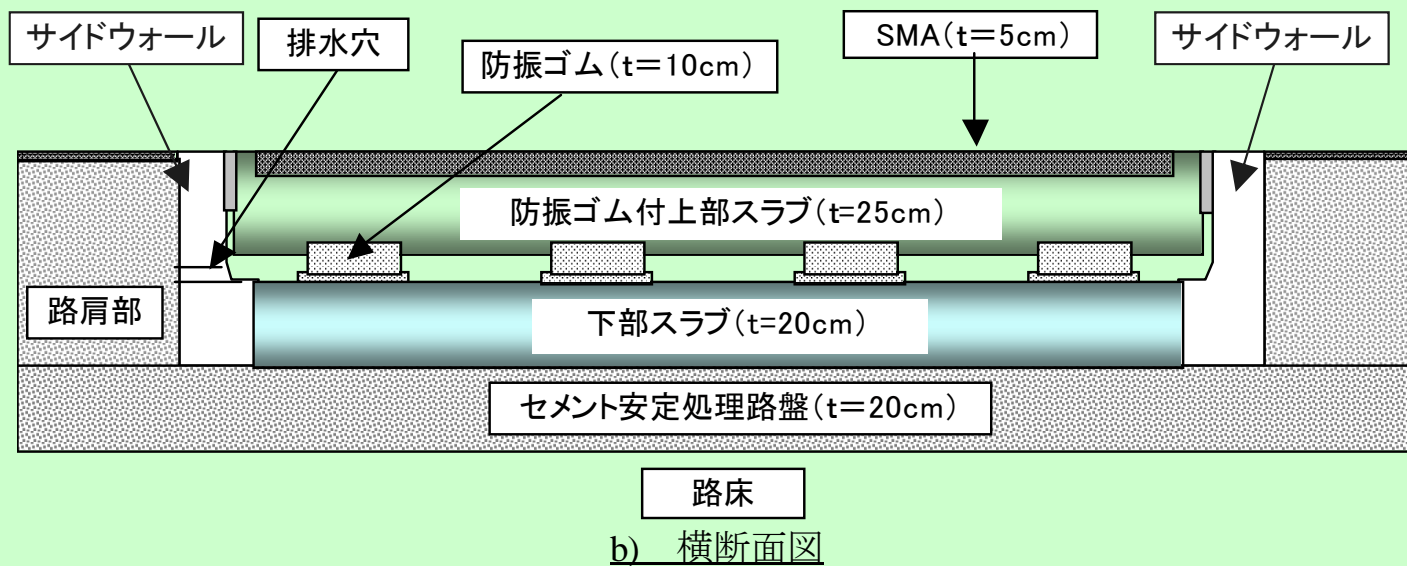 サイドウォール
排水穴
防振ゴム（t＝10cm）
SMA（t＝5cm）
サイドウォール
防振ゴム付上部スラブ（t=25cm）
路肩部
下部スラブ（t=20cm）
セメント安定処理路盤（t＝20cm）
路床
b)　横断面図